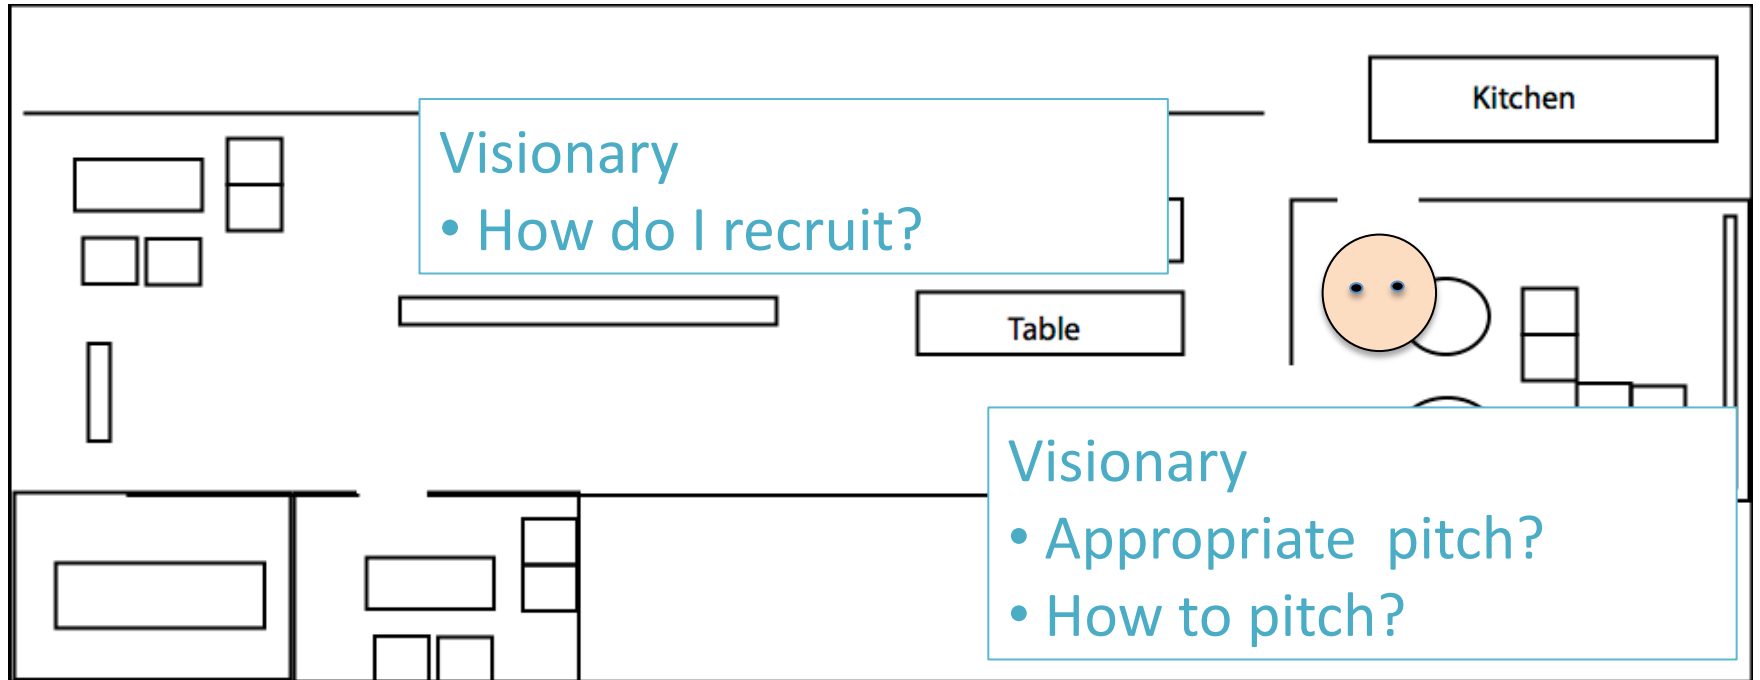 Kitchen
Visionary
• How do I recruit?
Table
Visionary
• Appropriate  pitch?
• How to pitch?